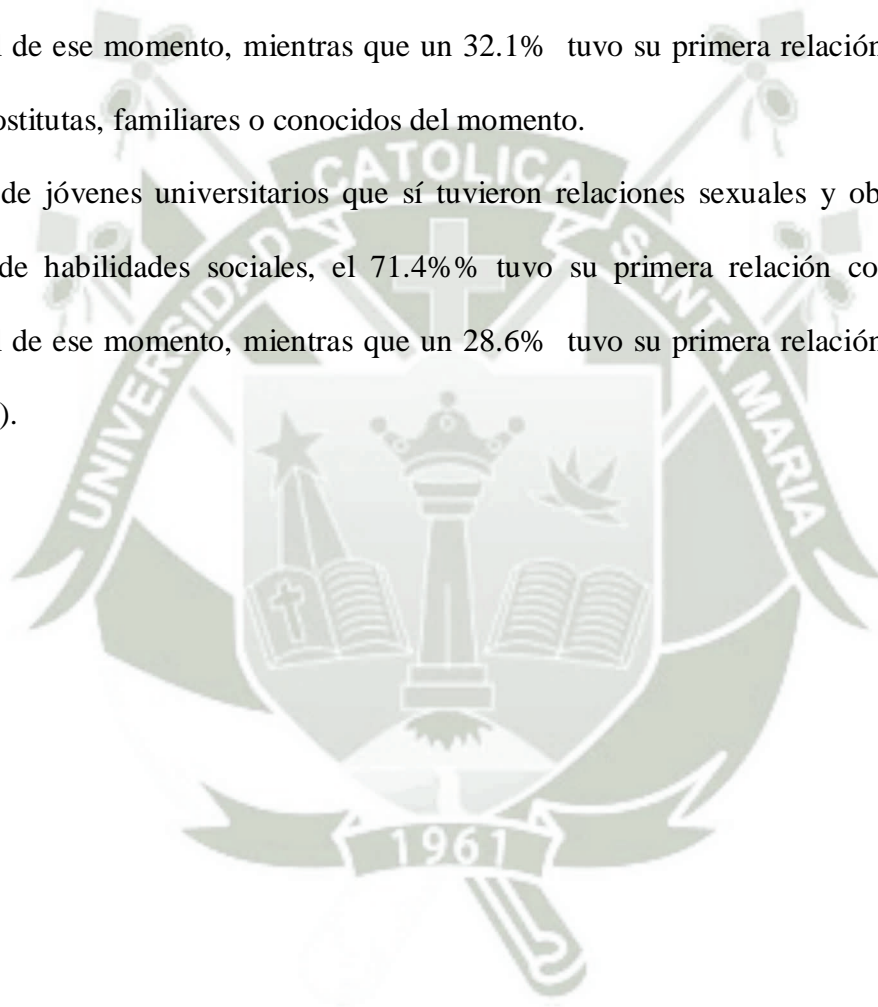 de ese momento, mientras que un 32.1% tuvo su primera relación
ostitutas, familiares o conocidos del momento.
de jóvenes universitarios que sí tuvieron relaciones sexuales y ob
de habilidades sociales, el 71.4%% tuvo su primera relación co
de ese momento, mientras que un 28.6% tuvo su primera relación
).
UNIVERSIDAD CATOLICA SANTA MARIA
1961